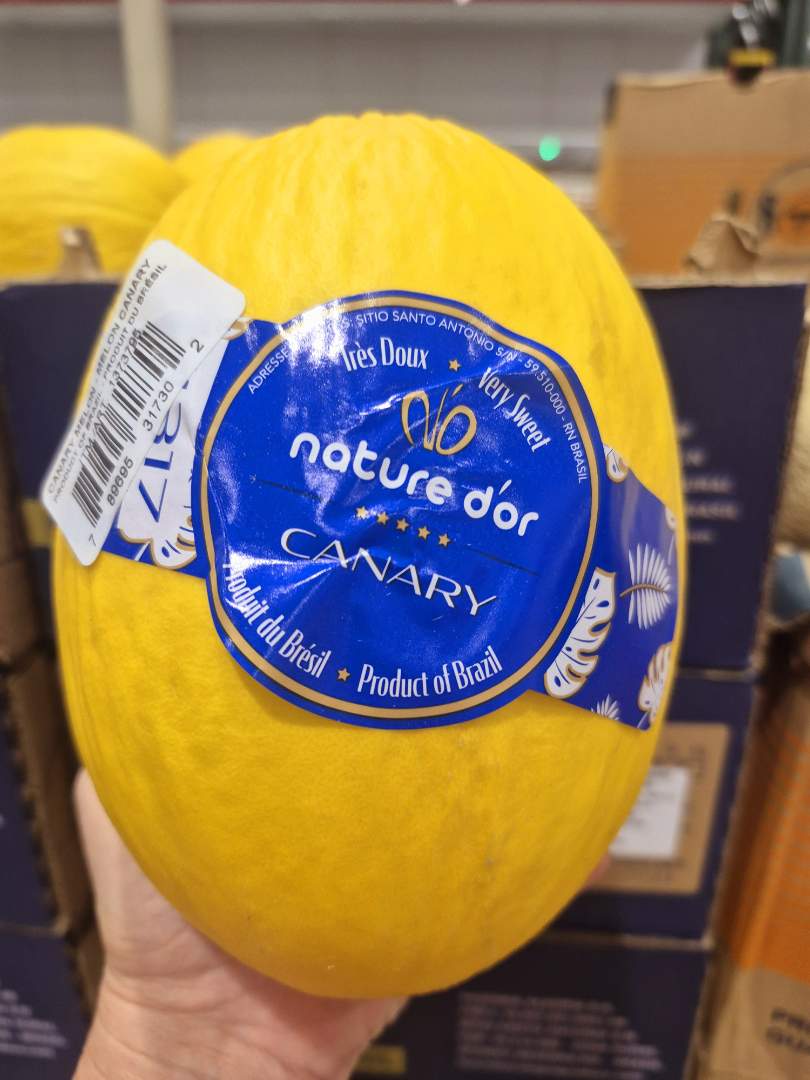 CANARY MELON - MELON CANARY
PRODUCT OF BRAZIL - PRODUIT DU BRÉSIL
7 89695 31730 2
SITIO SANTO ANTONIO S/N - 59.510-000 - RN BRASIL
Très Doux ★ Very Sweet
nature d'or
★★★★★
CANARY
Produit du Brésil ★ Product of Brazil